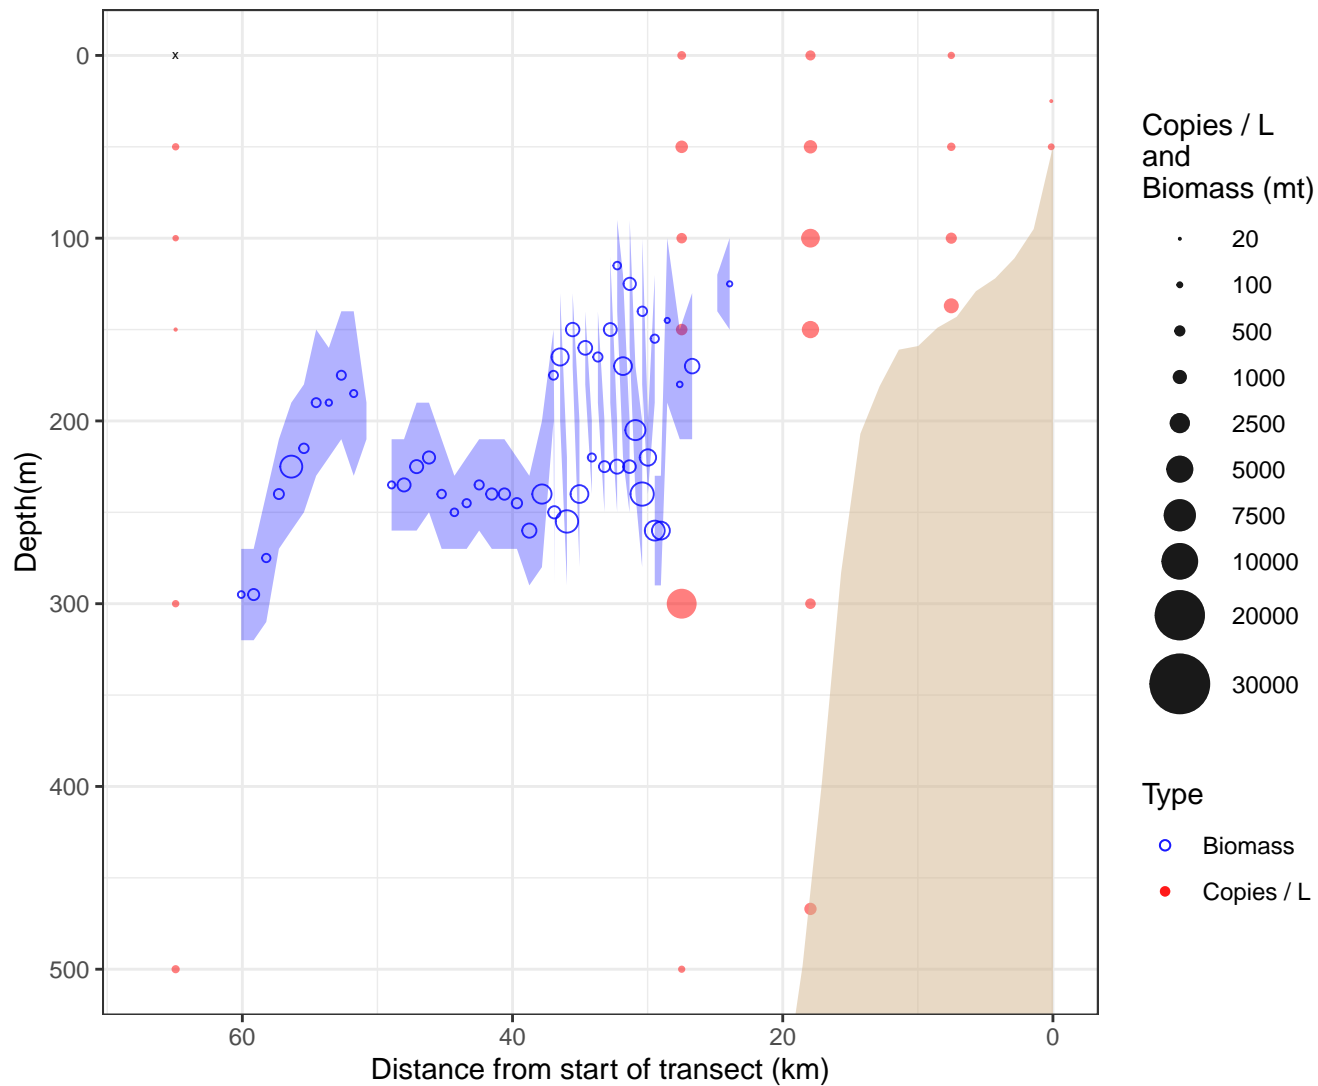 x
0
100
200
300
400
500
Depth(m)
60
40
20
0
Distance from start of transect (km)
Copies / L
and
Biomass (mt)
20
100
500
1000
2500
5000
7500
10000
20000
30000
Type
Biomass
Copies / L